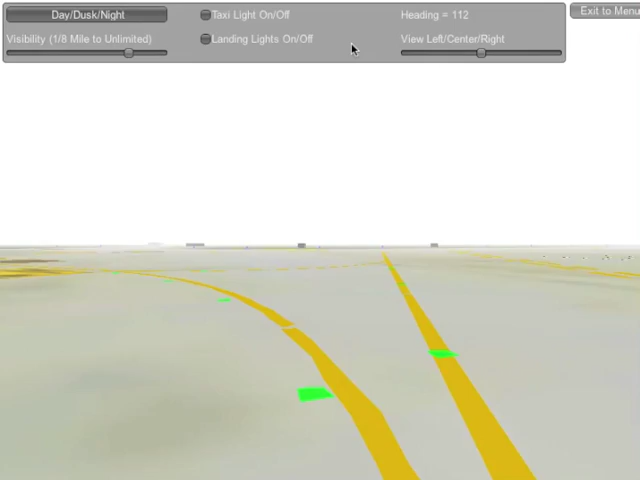 Day/Dusk/Night
Taxi Light On/Off
Heading = 112
Exit to Menu
Visibility (1/8 Mile to Unlimited)
Landing Lights On/Off
View Left/Center/Right